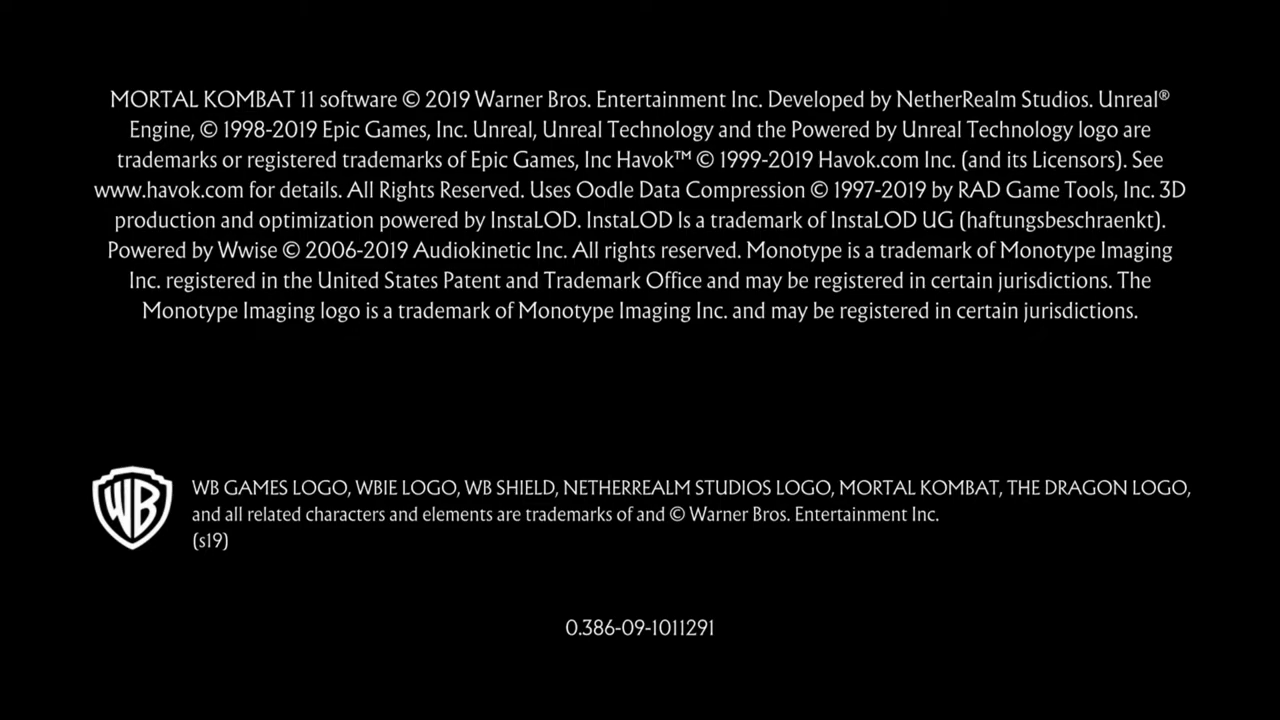 MORTAL KOMBAT 11 software © 2019 Warner Bros. Entertainment Inc. Developed by NetherRealm Studios. Unreal®
Engine, © 1998-2019 Epic Games, Inc. Unreal, Unreal Technology and the Powered by Unreal Technology logo are
trademarks or registered trademarks of Epic Games, Inc Havok™ © 1999-2019 Havok.com Inc. (and its Licensors). See
www.havok.com for details. All Rights Reserved. Uses Oodle Data Compression © 1997-2019 by RAD Game Tools, Inc. 3D
production and optimization powered by InstaLOD. InstaLOD Is a trademark of InstaLOD UG (haftungsbeschraenkt).
Powered by Wwise © 2006-2019 Audiokinetic Inc. All rights reserved. Monotype is a trademark of Monotype Imaging
Inc. registered in the United States Patent and Trademark Office and may be registered in certain jurisdictions. The
Monotype Imaging logo is a trademark of Monotype Imaging Inc. and may be registered in certain jurisdictions.
WB
WB GAMES LOGO, WBIE LOGO, WB SHIELD, NETHERREALM STUDIOS LOGO, MORTAL KOMBAT, THE DRAGON LOGO,
and all related characters and elements are trademarks of and © Warner Bros. Entertainment Inc.
(s19)
0.386-09-1011291